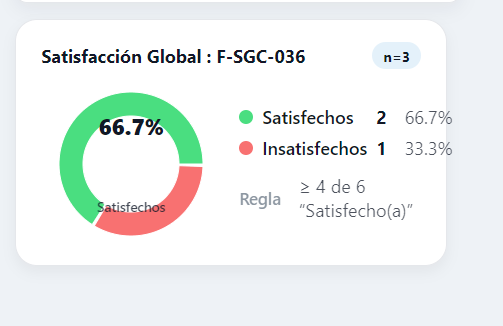 Satisfacción Global : F-SGC-036
n=3
66.7%
Satisfechos
Satisfechos 2 66.7%
Insatisfechos 1 33.3%
Regla ≥ 4 de 6
“Satisfecho(a)”